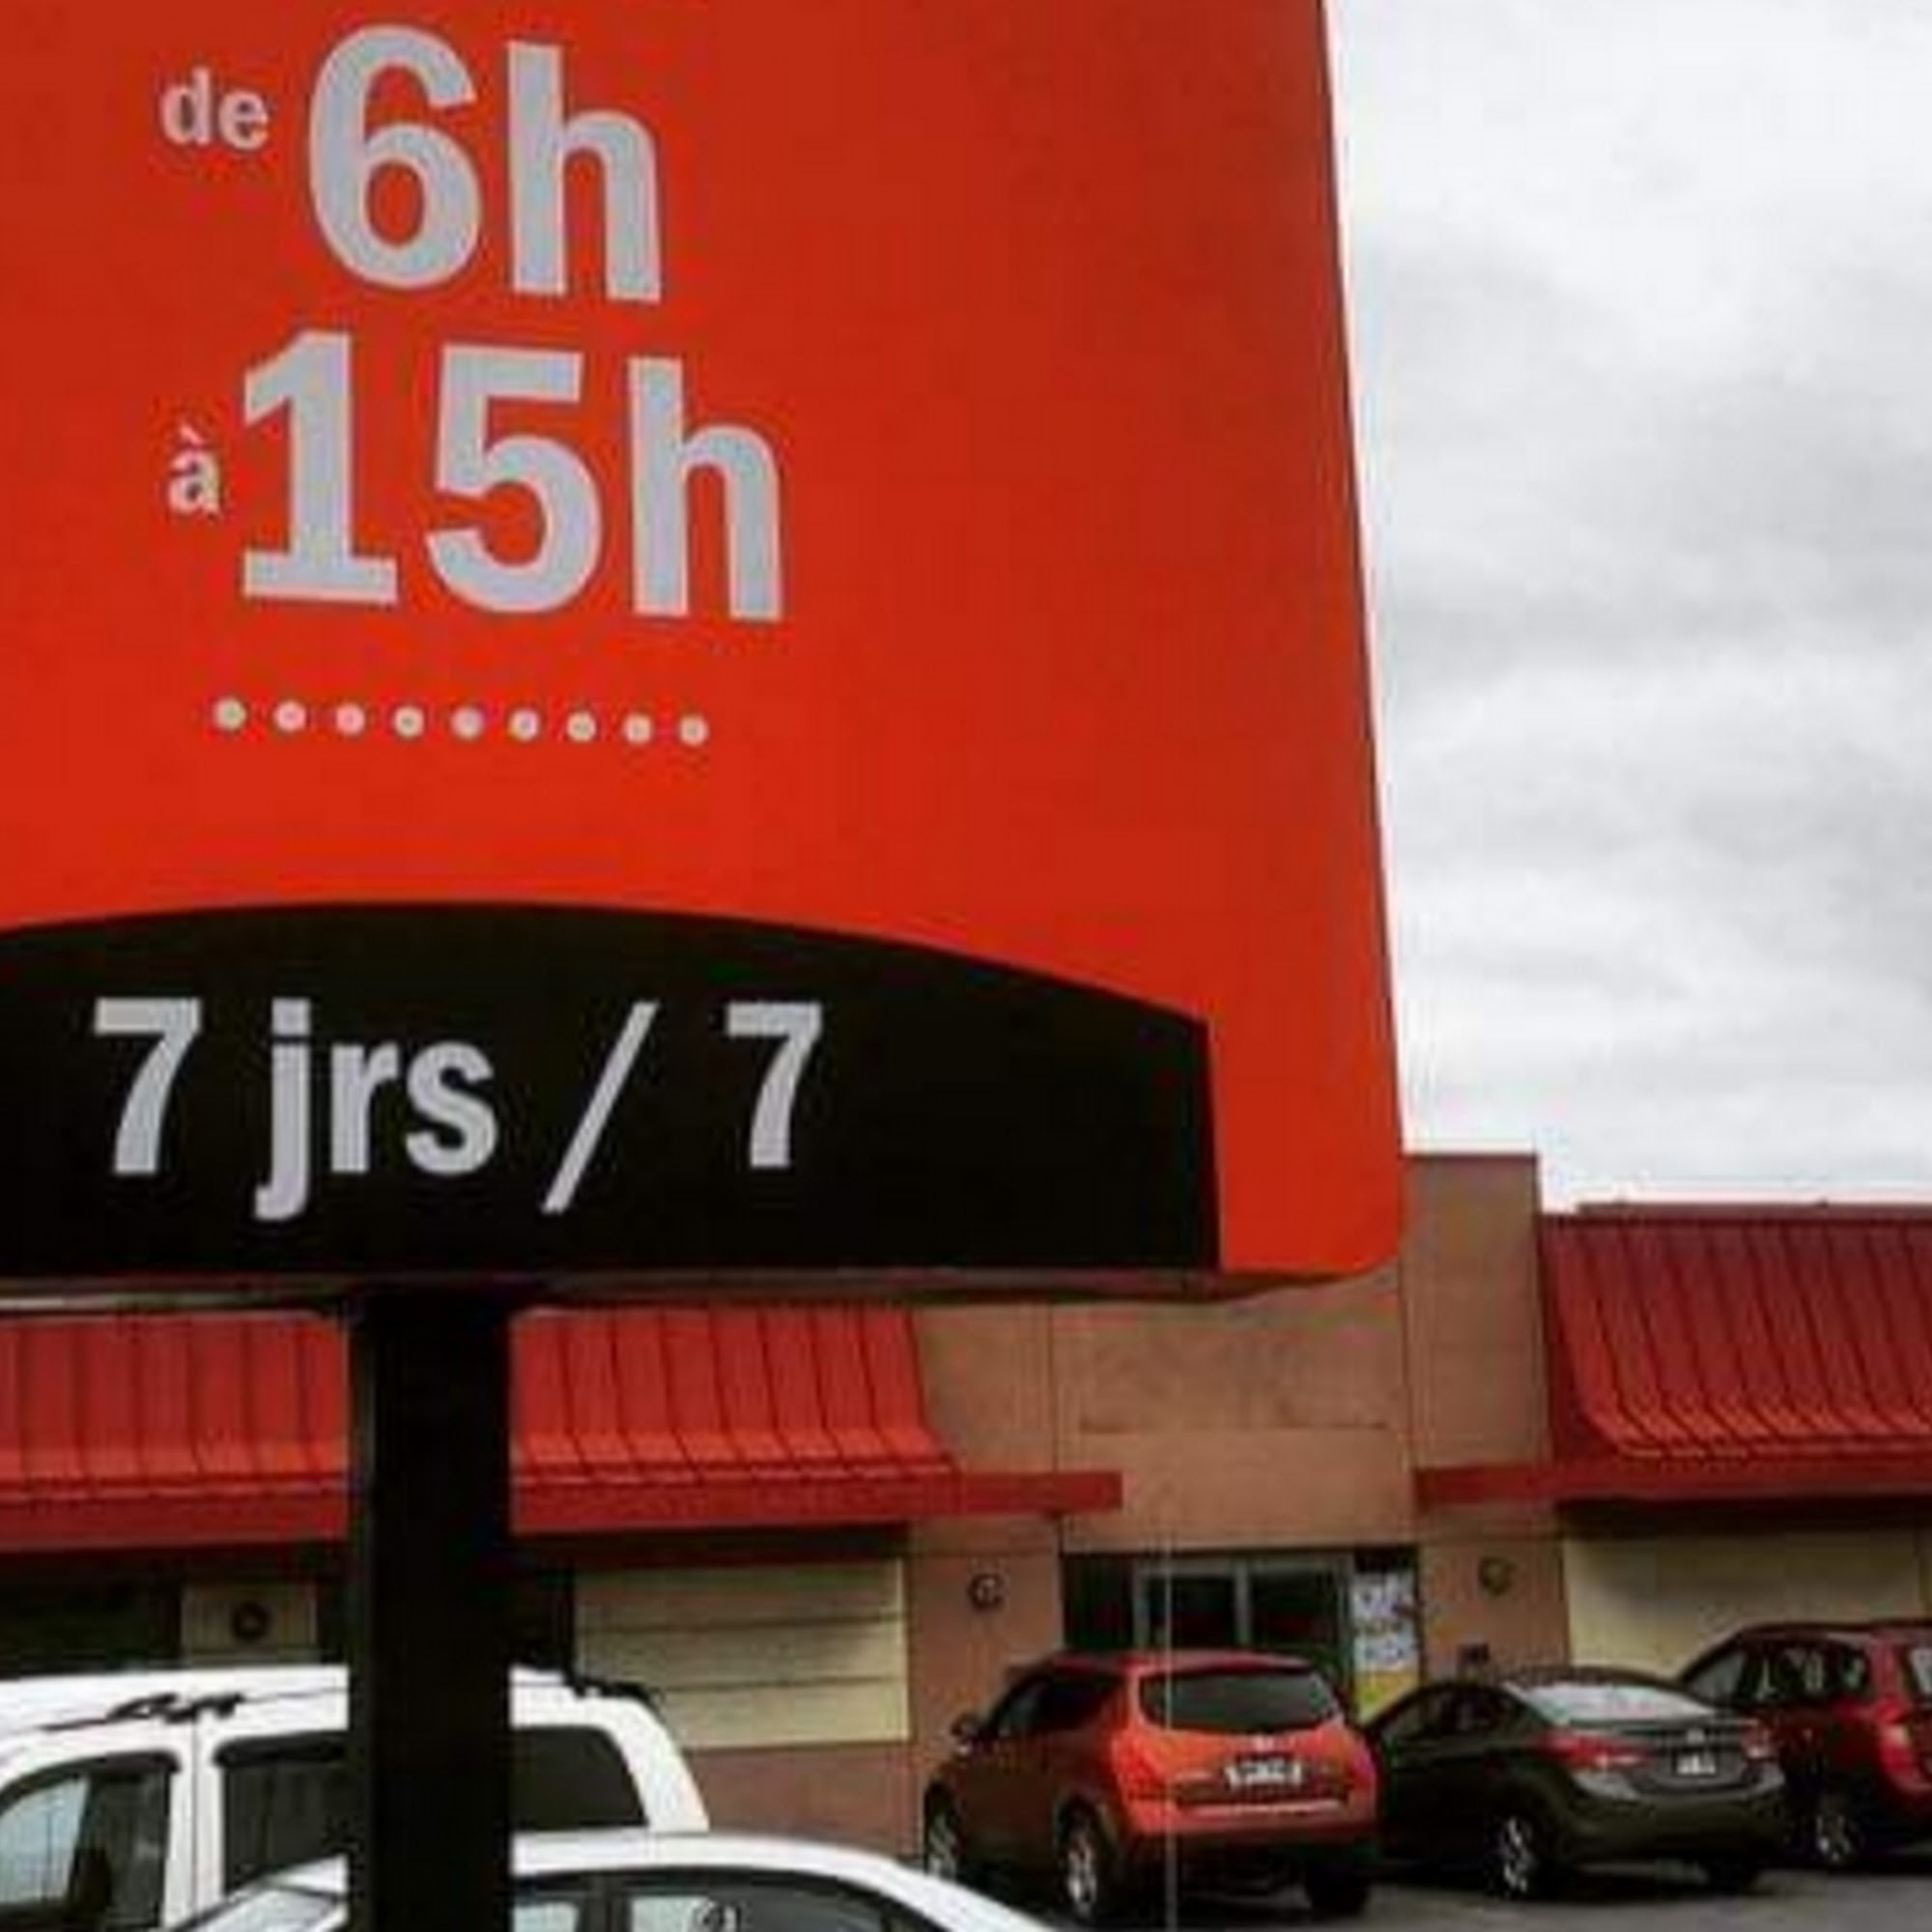 de 6h
à 15h
7 jrs / 7